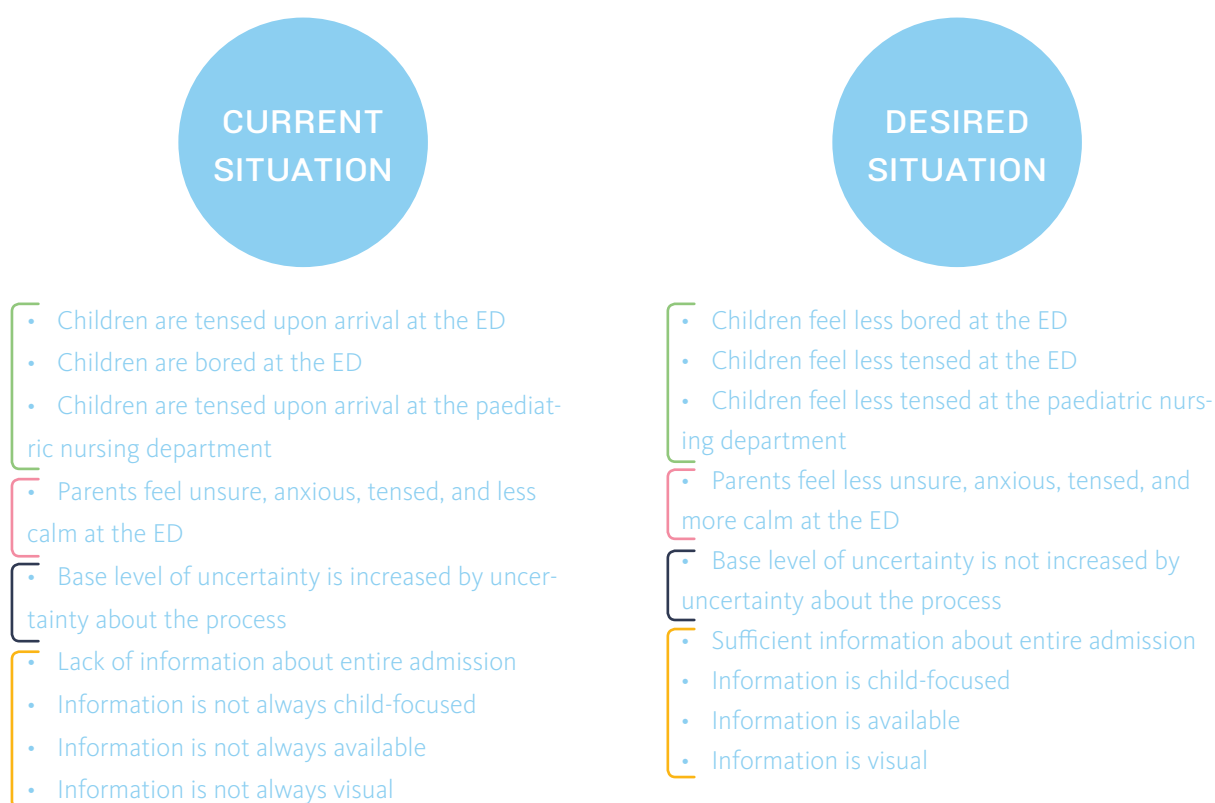 CURRENT
SITUATION
• Children are tensed upon arrival at the ED
• Children are bored at the ED
• Children are tensed upon arrival at the paediat-
ric nursing department
• Parents feel unsure, anxious, tensed, and less
calm at the ED
• Base level of uncertainty is increased by uncer-
tainty about the process
• Lack of information about entire admission
• Information is not always child-focused
• Information is not always available
• Information is not always visual
DESIRED
SITUATION
• Children feel less bored at the ED
• Children feel less tensed at the ED
• Children feel less tensed at the paediatric nurs-
ing department
• Parents feel less unsure, anxious, tensed, and
more calm at the ED
• Base level of uncertainty is not increased by
uncertainty about the process
• Sufficient information about entire admission
• Information is child-focused
• Information is available
• Information is visual